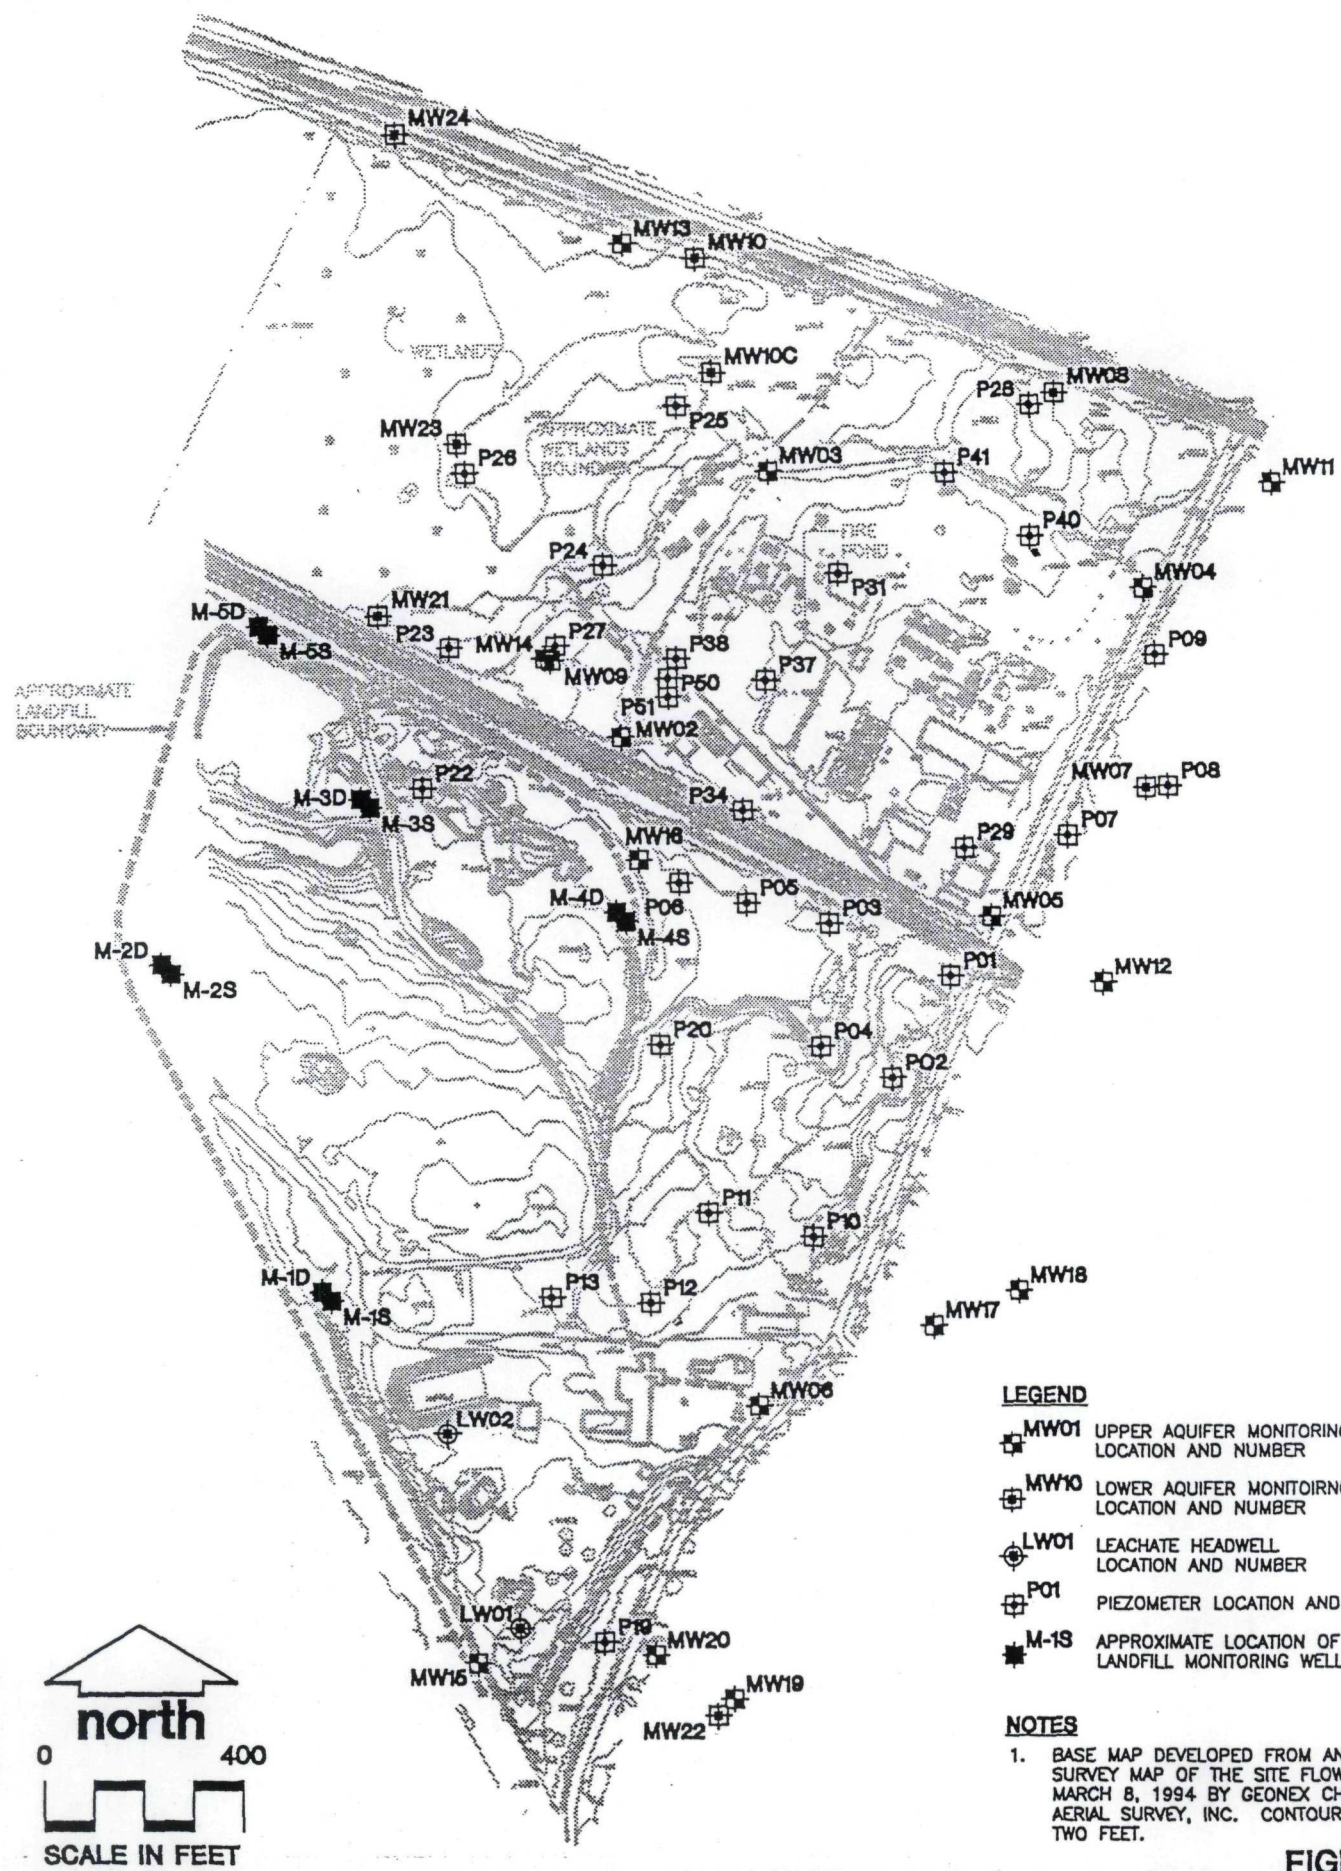 MW24
MW13
MW10
WETLANDS
MW10C
P28
MW08
P25
MW23
APPROXIMATE
WETLANDS
BOUNDARY
P26
MW03
P41
MW11
P40
FIRE
POND
P24
P31
MW04
MW21
M-5D
P23
MW14
P27
P38
P09
M-5S
MW09
P50
P37
APPROXIMATE
LANDFILL
BOUNDARY
P51
MW02
P22
MW07
P08
M-3D
P34
M-3S
P07
MW16
P29
M-4D
P06
P05
P03
MW05
M-4S
M-2D
P01
MW12
M-2S
P20
P04
PO2
P11
P10
M-1D
P13
P12
MW18
M-1S
MW17
MW06
LW02
LEGEND
MW01 UPPER AQUIFER MONITORING
LOCATION AND NUMBER
MW10 LOWER AQUIFER MONITOIRNG
LOCATION AND NUMBER
LW01 LEACHATE HEADWELL
LOCATION AND NUMBER
P01 PIEZOMETER LOCATION AND
M-1S APPROXIMATE LOCATION OF
LANDFILL MONITORING WELL
LW01
P19
MW20
MW15
MW19
MW22
north
0 400
SCALE IN FEET
NOTES
1. BASE MAP DEVELOPED FROM AN
SURVEY MAP OF THE SITE FLOW
MARCH 8, 1994 BY GEONEX CH
AERIAL SURVEY, INC. CONTOUR
TWO FEET.
FIG